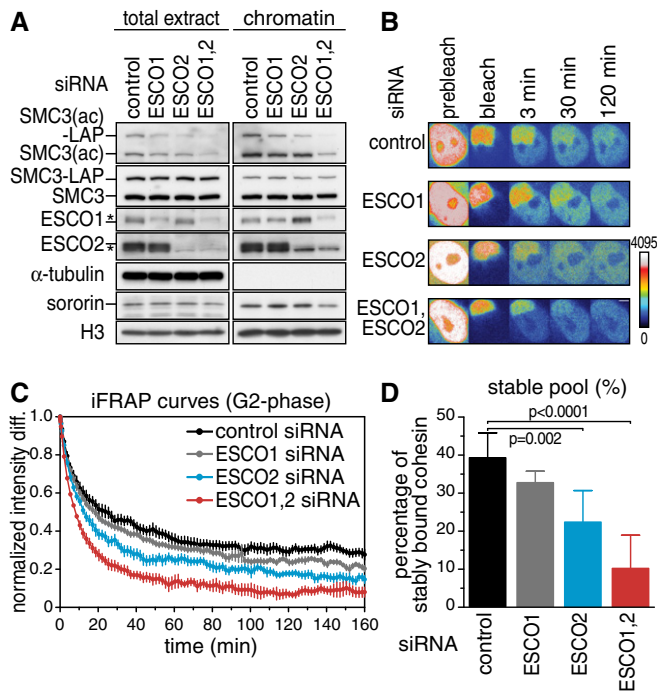 A
total extract
chromatin
siRNA
control
ESCO1
ESCO2
ESCO1,2
control
ESCO1
ESCO2
ESCO1,2
SMC3(ac)
-LAP
SMC3(ac)
SMC3-LAP
SMC3
ESCO1 *
ESCO2 *
α-tubulin
sororin
H3
B
siRNA
prebleach
bleach
3 min
30 min
120 min
control
ESCO1
ESCO2
ESCO1,
ESCO2
4095
0
C
iFRAP curves (G2-phase)
normalized intensity diff.
1.0
0.8
0.6
0.4
0.2
0
control siRNA
ESCO1 siRNA
ESCO2 siRNA
ESCO1,2 siRNA
0 20 40 60 80 100 120 140 160
time (min)
D
stable pool (%)
p<0.0001
p=0.002
percentage of
stably bound cohesin
50
40
30
20
10
0
siRNA
control
ESCO1
ESCO2
ESCO1,2